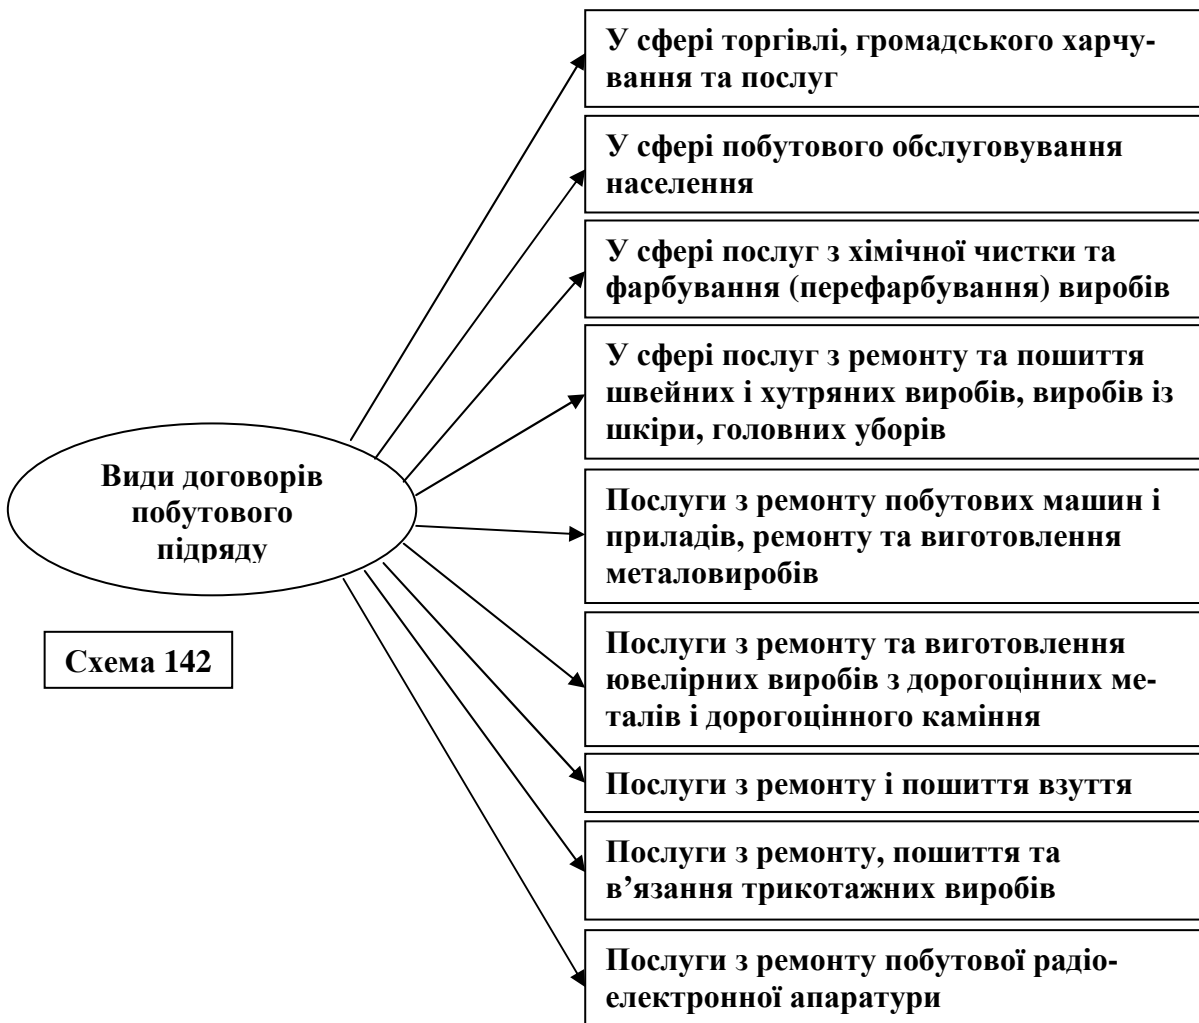 У сфері торгівлі, громадського харчу-
вання та послуг
У сфері побутового обслуговування
населення
У сфері послуг з хімічної чистки та
фарбування (перефарбування) виробів
У сфері послуг з ремонту та пошиття
швейних і хутряних виробів, виробів із
шкіри, головних уборів
Види договорів
побутового
підряду
Послуги з ремонту побутових машин і
приладів, ремонту та виготовлення
металовиробів
Схема 142
Послуги з ремонту та виготовлення
ювелірних виробів з дорогоцінних ме-
талів і дорогоцінного каміння
Послуги з ремонту і пошиття взуття
Послуги з ремонту, пошиття та
в’язання трикотажних виробів
Послуги з ремонту побутової радіо-
електронної апаратури